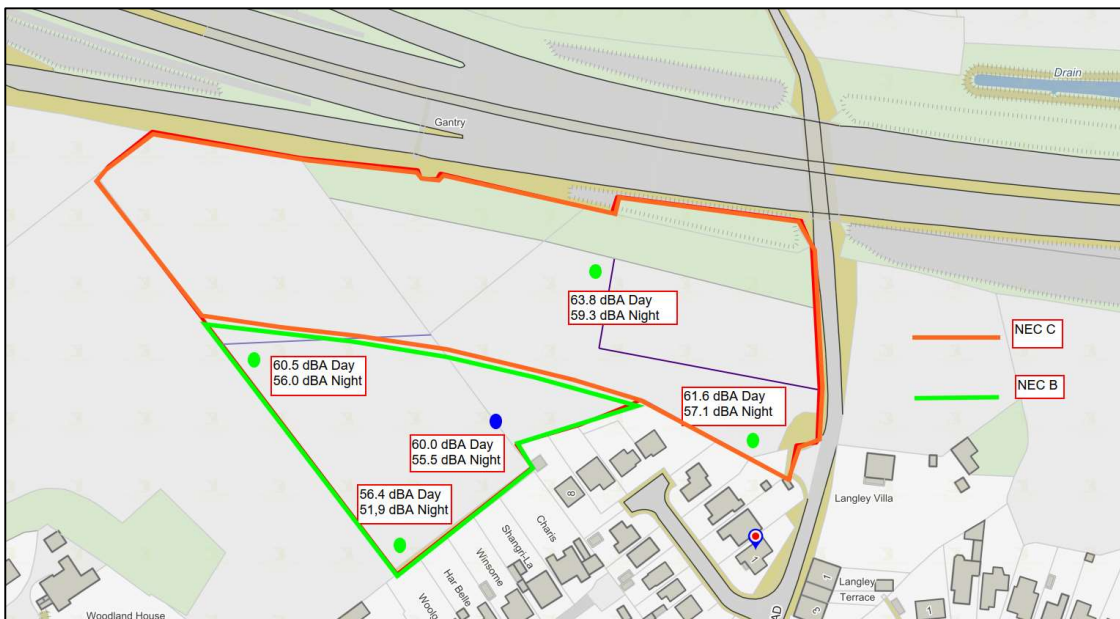 Drain
Gantry
63.8 dBA Day
59.3 dBA Night
NEC C
60.5 dBA Day
56.0 dBA Night
NEC B
61.6 dBA Day
57.1 dBA Night
60.0 dBA Day
55.5 dBA Night
56.4 dBA Day
51,9 dBA Night
8
Langley Villa
Charis
Shangri-La
Winsome
Har Belle
Woolg
1
1
Langley
Terrace
3
1
AD
Woodland House